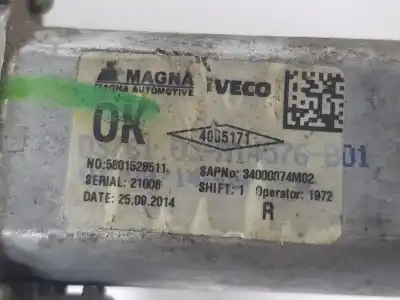 MAGNA IVECO
MAGNA AUTOMOTIVE
OK
4005171
NO:5801528511 SAPNo: 34000074M02
SERIAL: 21006 SHIFT: 1 Operator: 1972
DATE: 25.09.2014 R